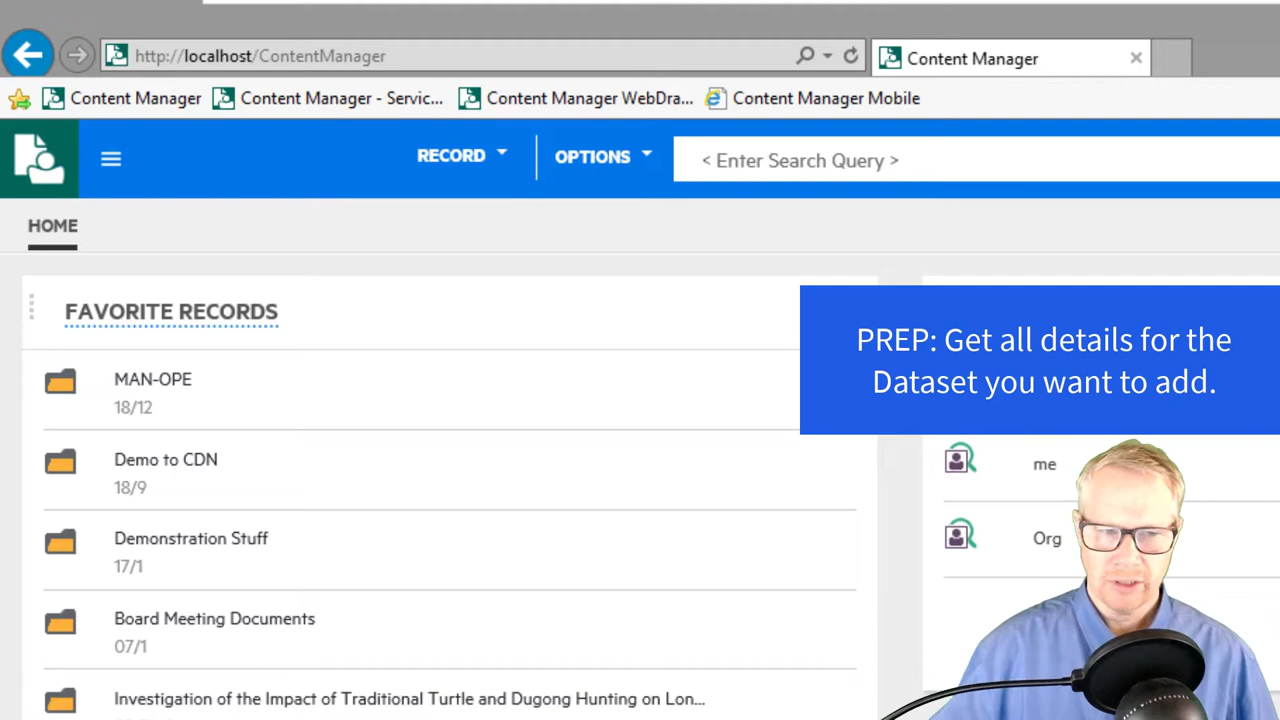 http://localhost/ContentManager
Content Manager
Content Manager
Content Manager - Servic...
Content Manager WebDra...
Content Manager Mobile
RECORD
OPTIONS
< Enter Search Query >
HOME
FAVORITE RECORDS
PREP: Get all details for the
Dataset you want to add.
MAN-OPE
18/12
Demo to CDN
18/9
me
Demonstration Stuff
17/1
Org
Board Meeting Documents
07/1
Investigation of the Impact of Traditional Turtle and Dugong Hunting on Lon...